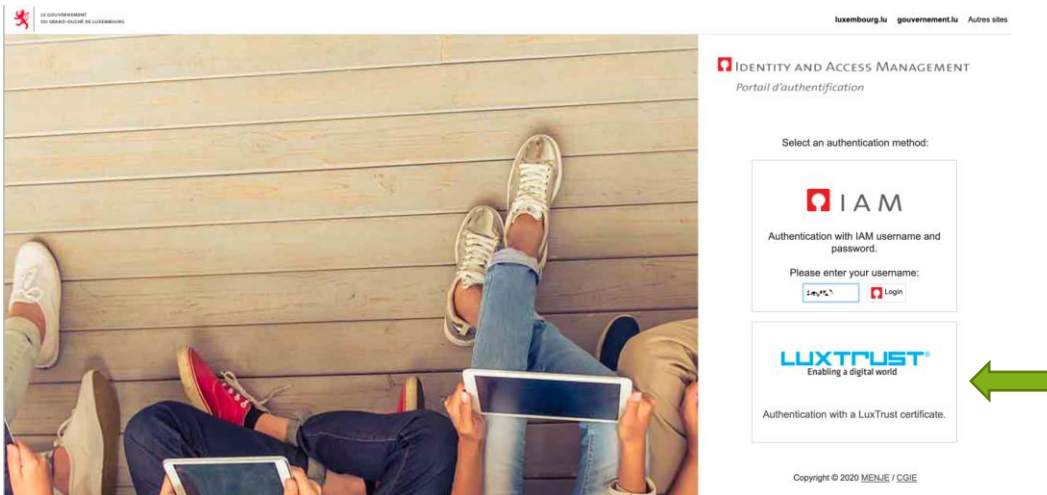 LE GOUVERNEMENT
DU GRAND-DUCHÉ DE LUXEMBOURG
luxembourg.lu gouvernement.lu Autres sites
IDENTITY AND ACCESS MANAGEMENT
Portail d'authentification
Select an authentication method:
IAM
Authentication with IAM username and
password.
Please enter your username:
Login
LUXTRUST
Enabling a digital world
Authentication with a LuxTrust certificate.
Copyright © 2020 MENJE / CGIE